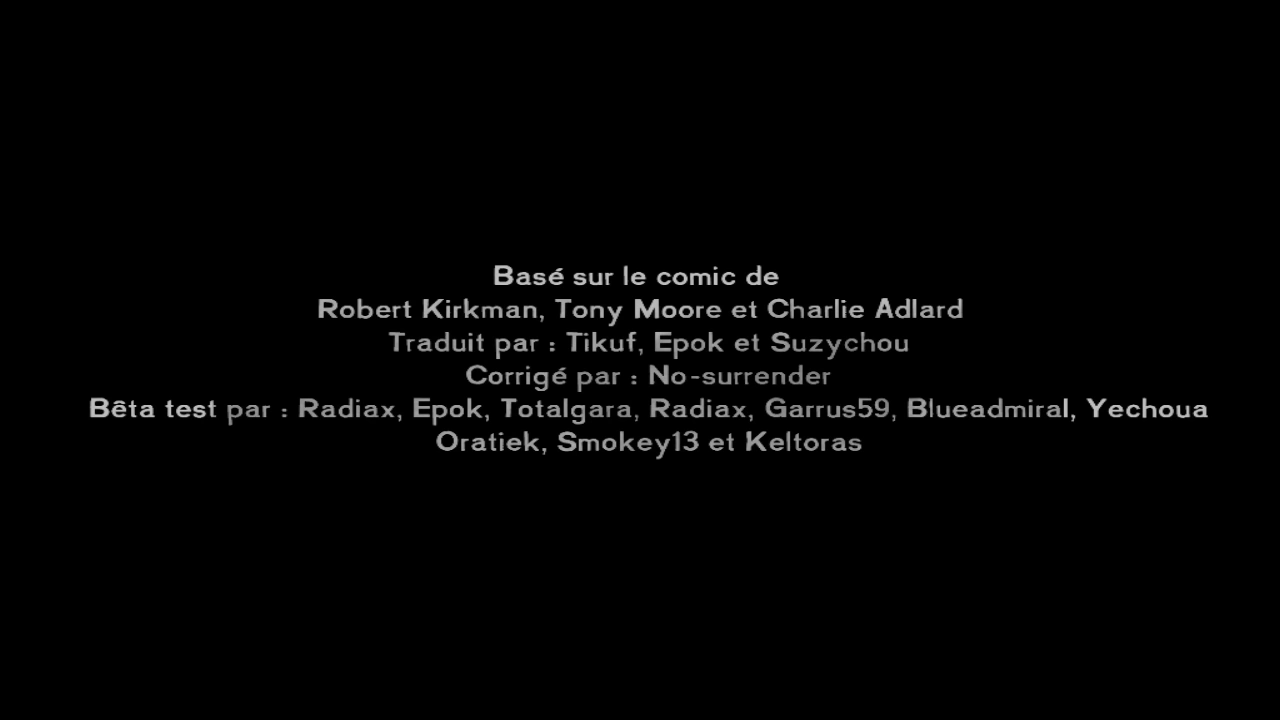 Basé sur le comic de
Robert Kirkman, Tony Moore et Charlie Adlard
Traduit par : Tikuf, Epok et Suzychou
Corrigé par : No-surrender
Bêta test par : Radiax, Epok, Totalgara, Radiax, Garrus59, Blueadmiral, Yechoua
Oratiek, Smokey13 et Keltoras